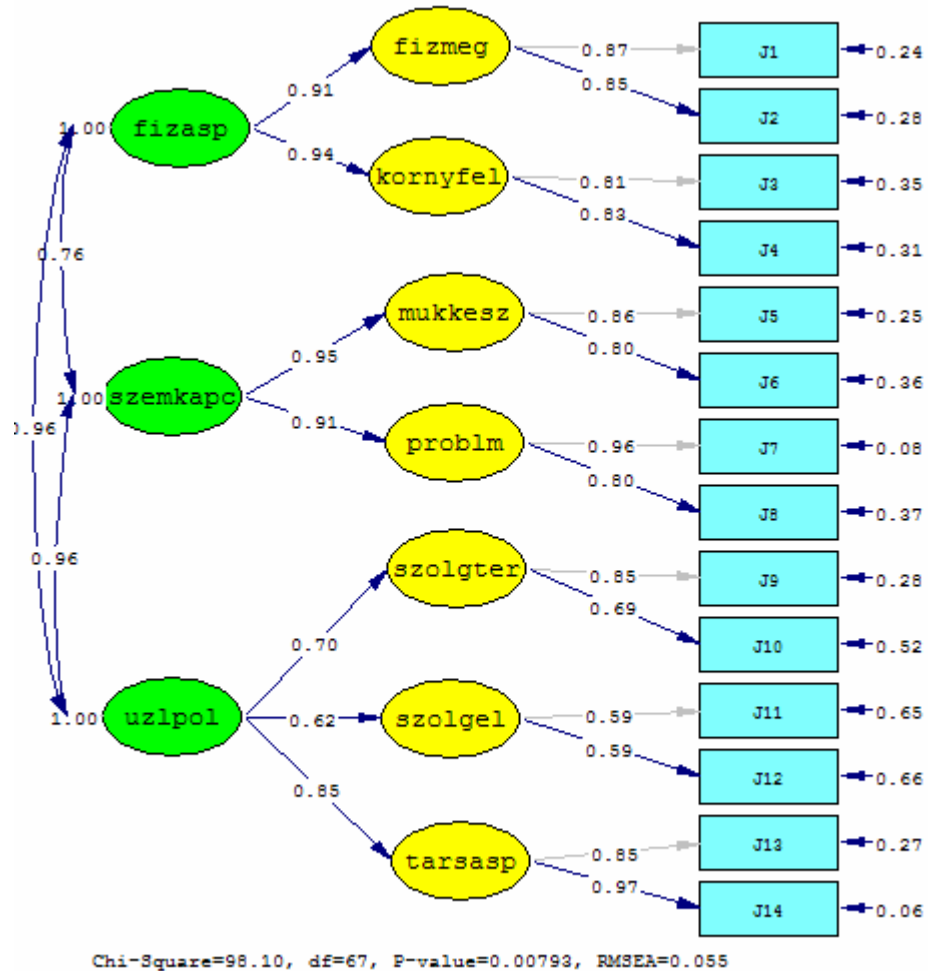 fizmeg
0.87
J1
0.24
0.91
0.85
1.00
fizasp
J2
0.28
0.94
kornyfel
0.81
J3
0.35
0.83
J4
0.31
0.76
mukkesz
0.86
J5
0.25
0.95
0.80
J6
0.36
1.00
szemkapc
0.96
0.91
problm
0.96
J7
0.08
0.80
J8
0.37
0.96
szolgter
0.85
J9
0.28
0.69
0.70
J10
0.52
1.00
uzlpol
0.62
szolgel
0.59
J11
0.65
0.59
J12
0.66
0.85
tarsasp
0.85
J13
0.27
0.97
J14
0.06
Chi-Square=98.10, df=67, P-value=0.00793, RMSEA=0.055